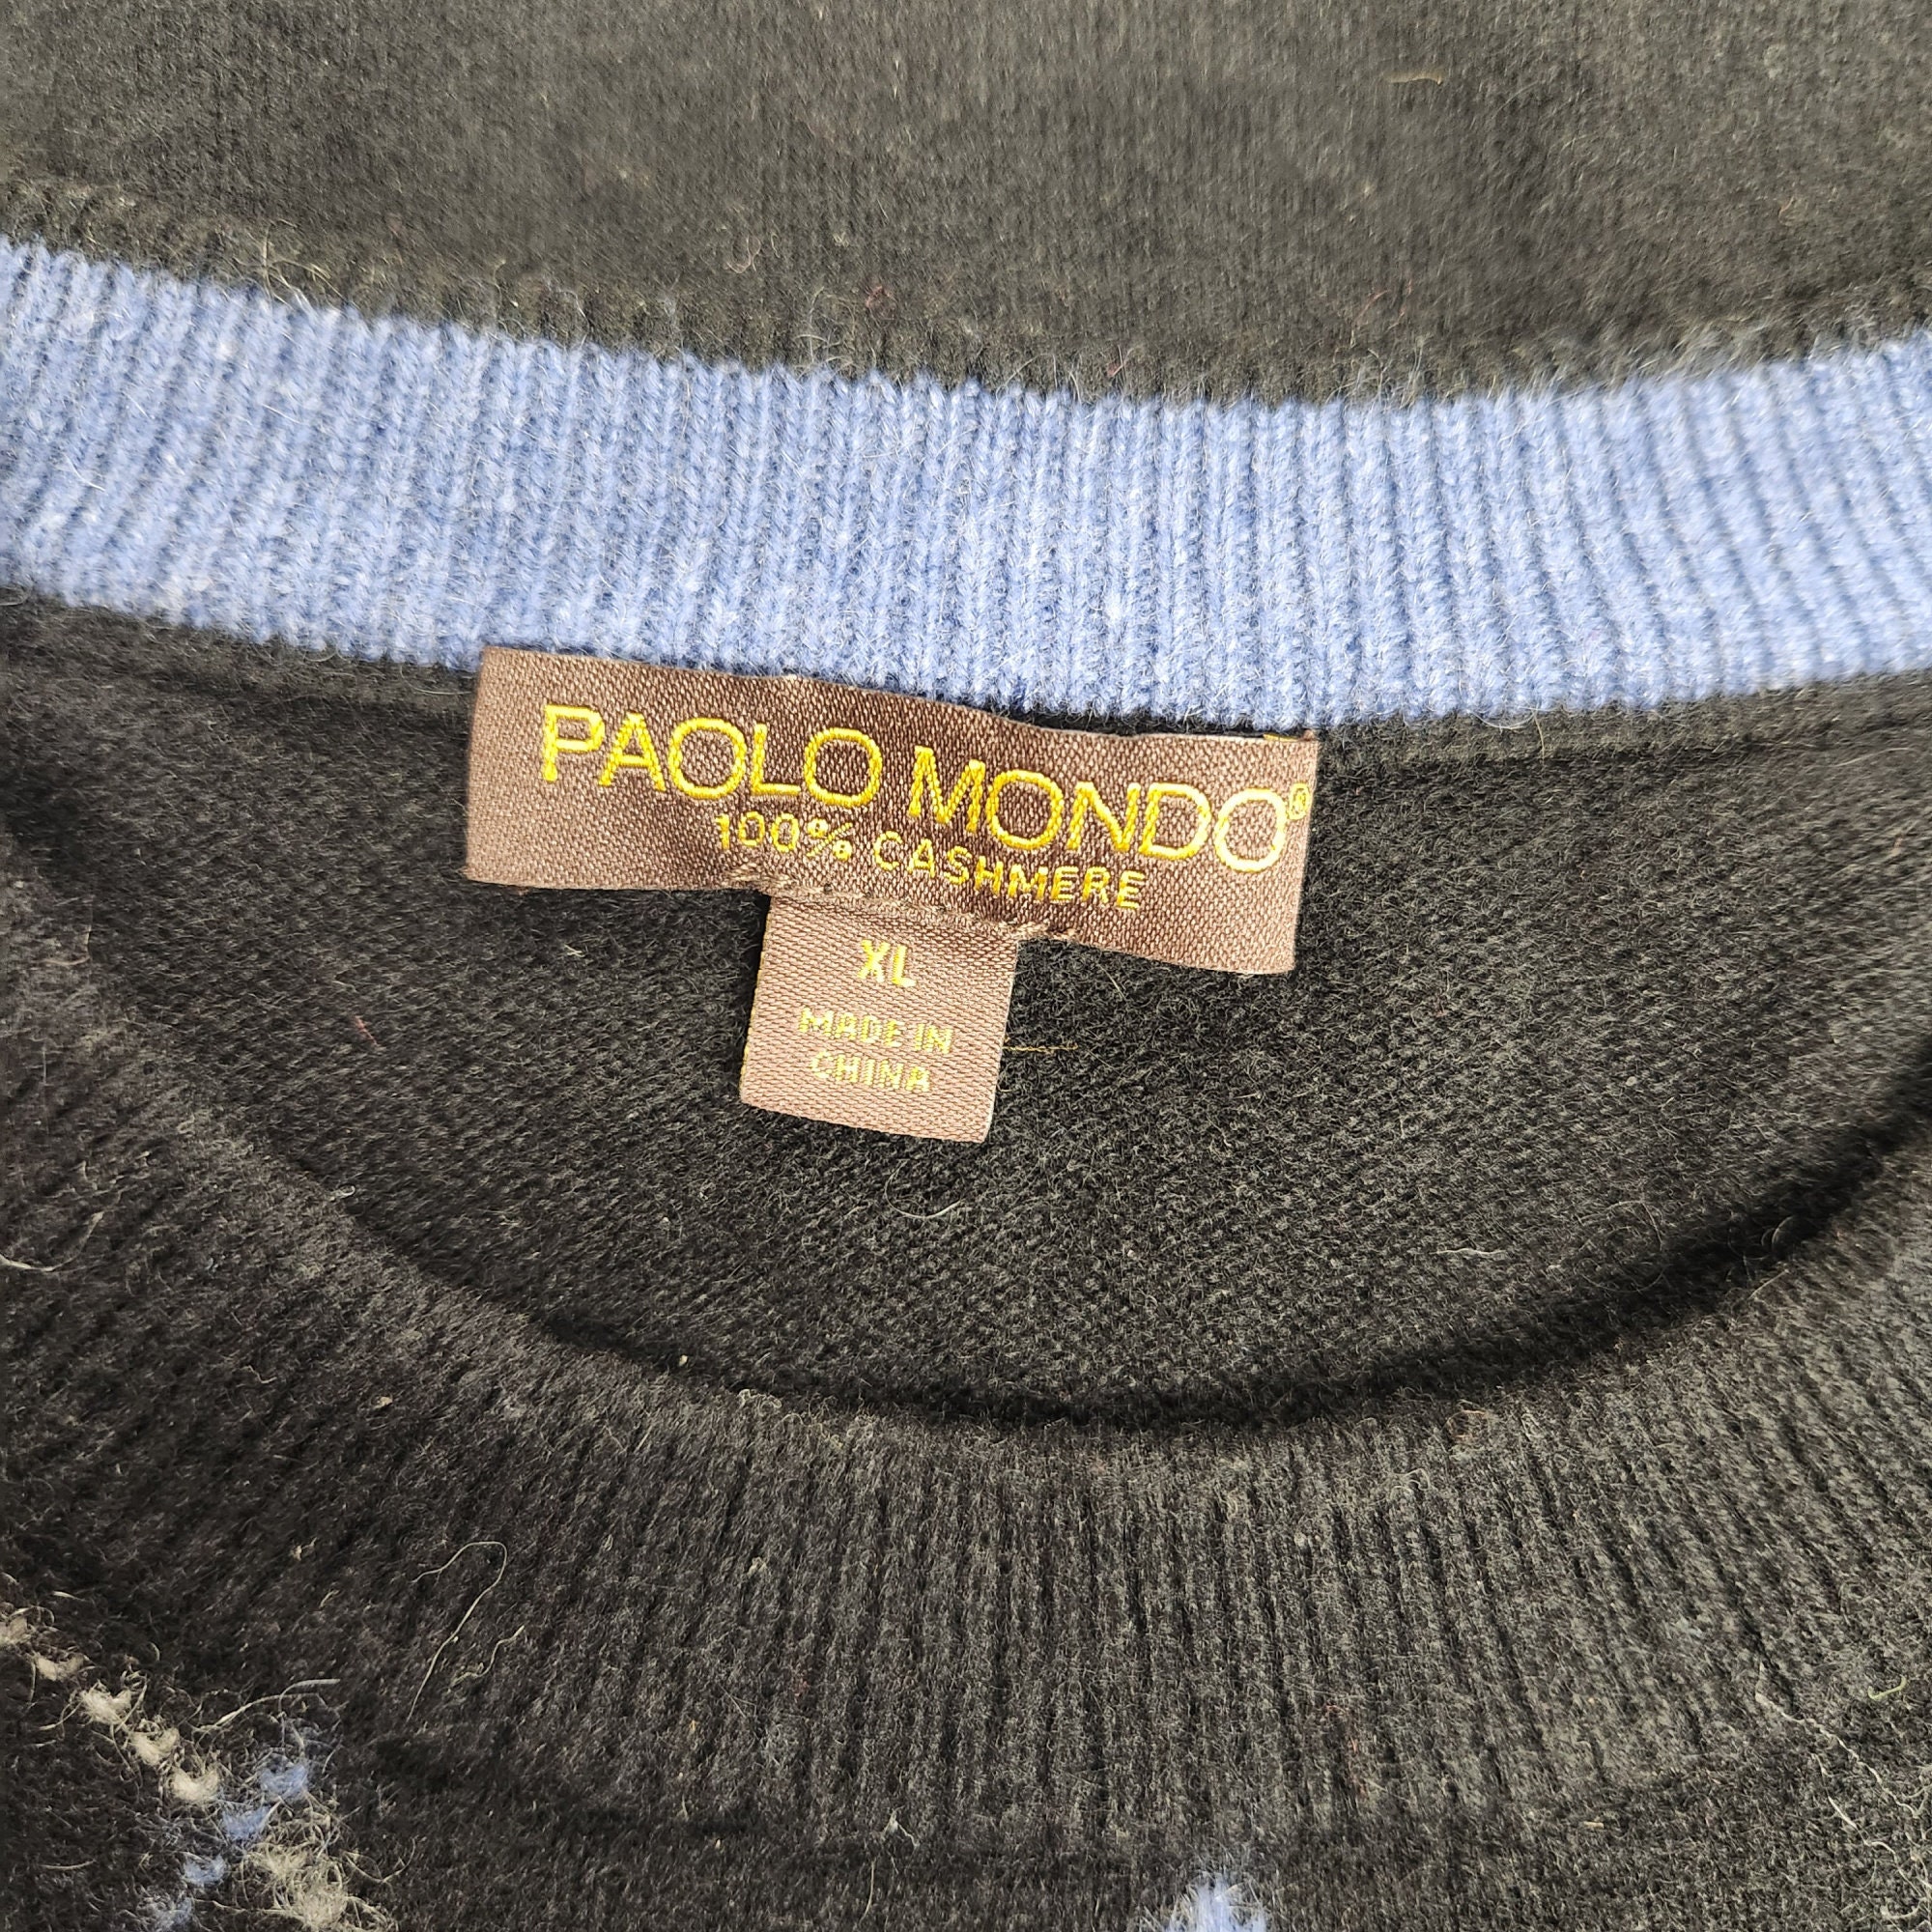 PAOLO MONDO®
100% CASHMERE
XL
MADE IN
CHINA